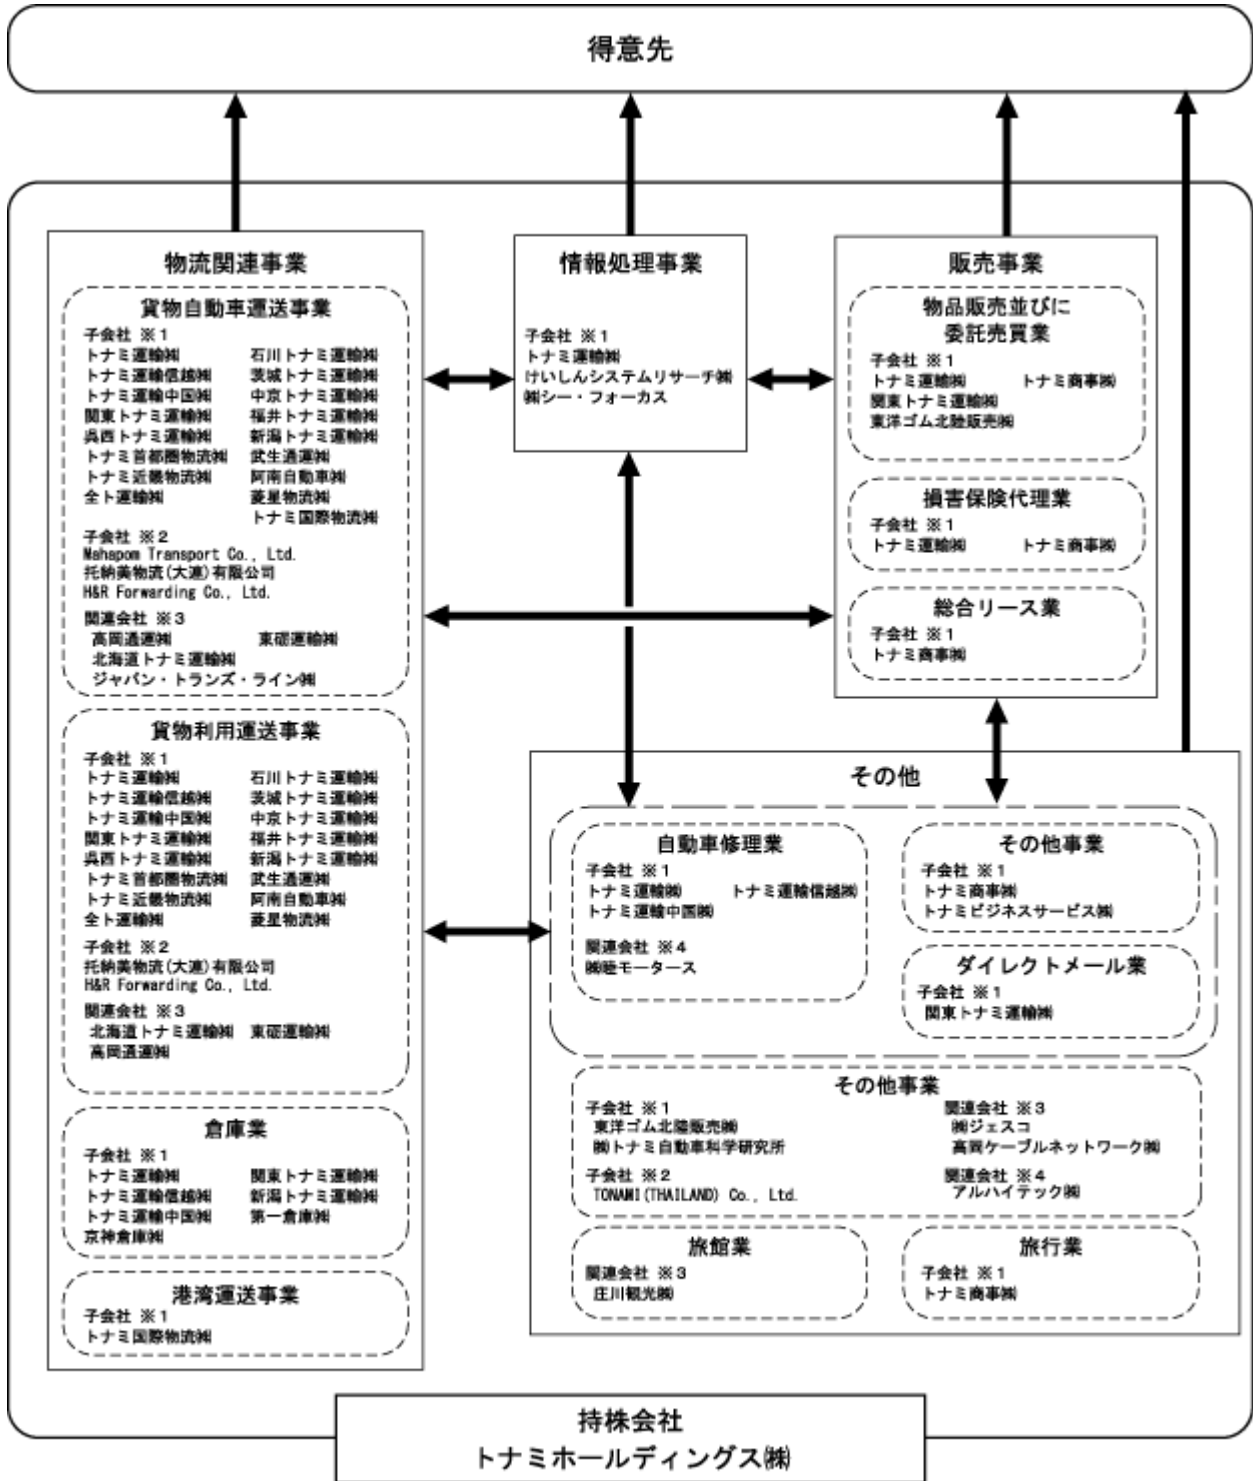 得意先
物流関連事業
貨物自動車運送事業
子会社 ※1
トナミ運輸㈱ 石川トナミ運輸㈱
トナミ運輸信越㈱ 茨城トナミ運輸㈱
トナミ運輸中国㈱ 中京トナミ運輸㈱
関東トナミ運輸㈱ 福井トナミ運輸㈱
呉西トナミ運輸㈱ 新潟トナミ運輸㈱
トナミ首都圏物流㈱ 武生通運㈱
トナミ近畿物流㈱ 阿南自動車㈱
全ト運輸㈱ 菱星物流㈱
トナミ国際物流㈱
子会社 ※2
Mahapom Transport Co., Ltd.
托納美物流(大連)有限公司
H&R Forwarding Co., Ltd.
関連会社 ※3
高岡通運㈱ 東砺運輸㈱
北海道トナミ運輸㈱
ジャパン・トランズ・ライン㈱
貨物利用運送事業
子会社 ※1
トナミ運輸㈱ 石川トナミ運輸㈱
トナミ運輸信越㈱ 茨城トナミ運輸㈱
トナミ運輸中国㈱ 中京トナミ運輸㈱
関東トナミ運輸㈱ 福井トナミ運輸㈱
呉西トナミ運輸㈱ 新潟トナミ運輸㈱
トナミ首都圏物流㈱ 武生通運㈱
トナミ近畿物流㈱ 阿南自動車㈱
全ト運輸㈱ 菱星物流㈱
子会社 ※2
托納美物流(大連)有限公司
H&R Forwarding Co., Ltd.
関連会社 ※3
北海道トナミ運輸㈱ 東砺運輸㈱
高岡通運㈱
倉庫業
子会社 ※1
トナミ運輸㈱ 関東トナミ運輸㈱
トナミ運輸信越㈱ 新潟トナミ運輸㈱
トナミ運輸中国㈱ 第一倉庫㈱
京神倉庫㈱
港湾運送事業
子会社 ※1
トナミ国際物流㈱
情報処理事業
子会社 ※1
トナミ運輸㈱
けいしんシステムリサーチ㈱
㈱シー・フォーカス
販売事業
物品販売並びに
委託売買業
子会社 ※1
トナミ運輸㈱ トナミ商事㈱
関東トナミ運輸㈱
東洋ゴム北陸販売㈱
損害保険代理業
子会社 ※1
トナミ運輸㈱ トナミ商事㈱
総合リース業
子会社 ※1
トナミ商事㈱
その他
自動車修理業
子会社 ※1
トナミ運輸㈱ トナミ運輸信越㈱
トナミ運輸中国㈱
関連会社 ※4
㈱睦モータース
その他事業
子会社 ※1
トナミ商事㈱
トナミビジネスサービス㈱
ダイレクトメール業
子会社 ※1
関東トナミ運輸㈱
その他事業
子会社 ※1
東洋ゴム北陸販売㈱
㈱トナミ自動車科学研究所
子会社 ※2
TONAMI(THAILAND) Co., Ltd.
関連会社 ※3
㈱ジェスコ
高岡ケーブルネットワーク㈱
関連会社 ※4
アルハイテック㈱
旅館業
関連会社 ※3
庄川観光㈱
旅行業
子会社 ※1
トナミ商事㈱
持株会社
トナミホールディングス㈱